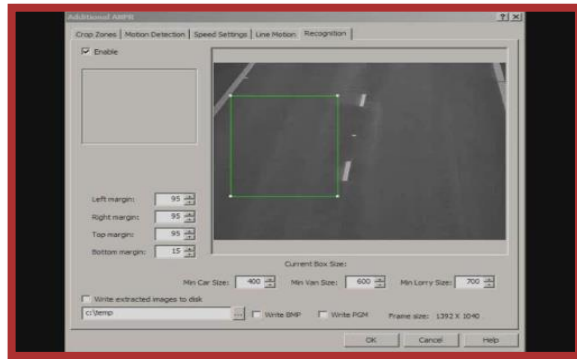 Additional ANPR
Crop Zones Motion Detection Speed Settings Line Motion Recognition
Enable
Left margin: 95
Right margin: 95
Top margin: 95
Bottom margin: 15
Current Box Size:
Min Car Size: 400 Min Van Size: 600 Min Lorry Size: 700
Write extracted images to disk
c:\temp ... Write BMP Write PGM Frame size: 1392 X 1040
OK Cancel Help